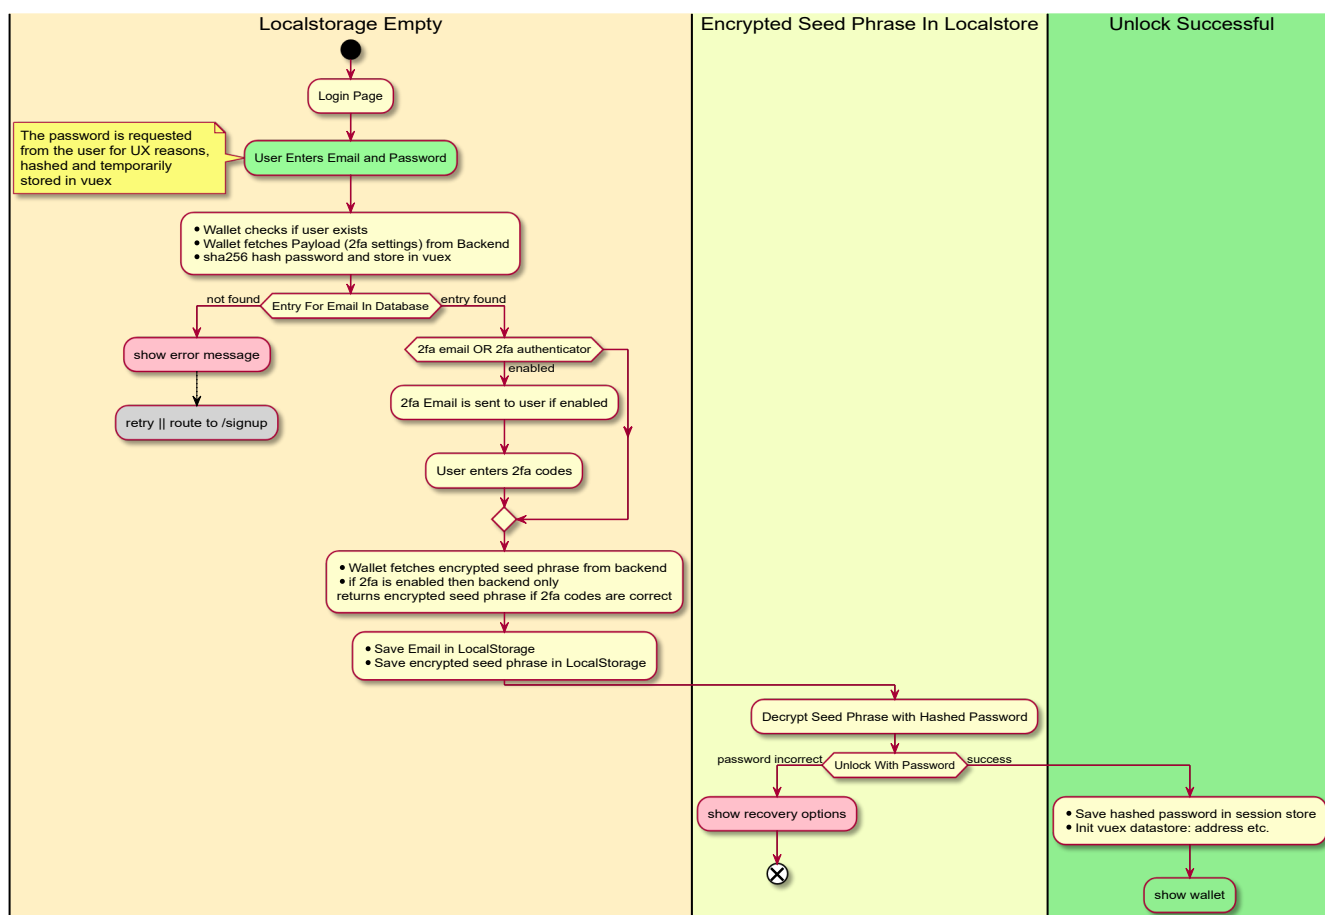 Localstorage Empty
Encrypted Seed Phrase In Localstore
Unlock Successful
Login Page
The password is requested
from the user for UX reasons,
hashed and temporarily
stored in vuex
User Enters Email and Password
• Wallet checks if user exists
• Wallet fetches Payload (2fa settings) from Backend
• sha256 hash password and store in vuex
not found
Entry For Email In Database
entry found
show error message
retry || route to /signup
2fa email OR 2fa authenticator
enabled
2fa Email is sent to user if enabled
User enters 2fa codes
• Wallet fetches encrypted seed phrase from backend
• if 2fa is enabled then backend only
returns encrypted seed phrase if 2fa codes are correct
• Save Email in LocalStorage
• Save encrypted seed phrase in LocalStorage
Decrypt Seed Phrase with Hashed Password
password incorrect
Unlock With Password
success
show recovery options
• Save hashed password in session store
• Init vuex datastore: address etc.
show wallet